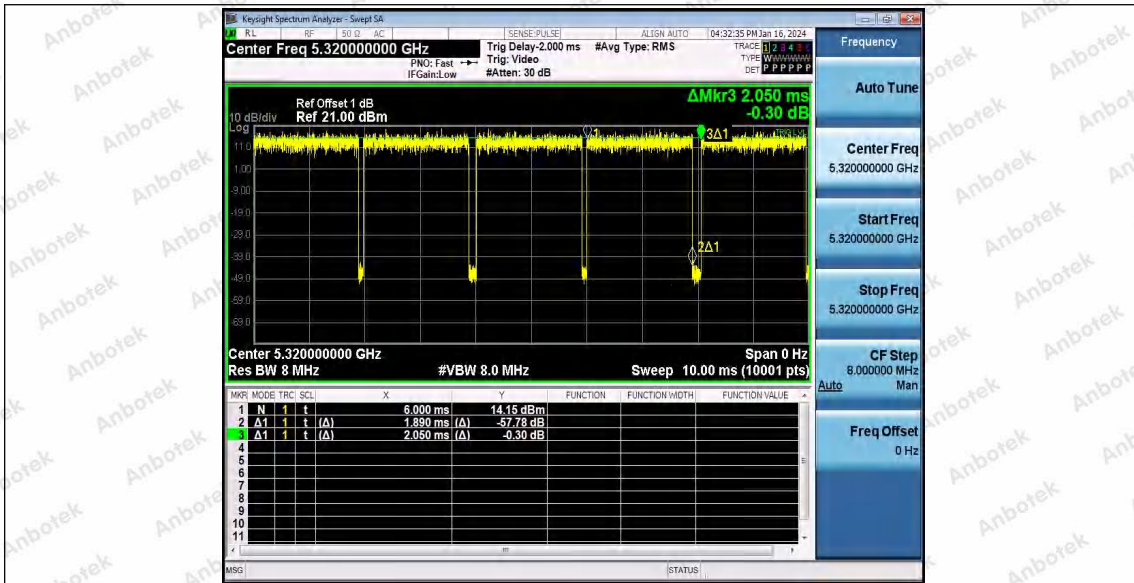 Keysight Spectrum Analyzer - Swept SA
RL RF 50 Ω AC SENSE:PULSE ALIGN AUTO 04:32:35 PM Jan 16, 2024
Center Freq 5.320000000 GHz
PNO: Fast
IFGain:Low
Trig Delay-2.000 ms
Trig: Video
#Atten: 30 dB
#Avg Type: RMS
TRACE 1 2 3 4 5 6
TYPE WWWWWW
DET P P P P P P
Frequency
Auto Tune
Center Freq
5.320000000 GHz
Start Freq
5.320000000 GHz
Stop Freq
5.320000000 GHz
CF Step
8.000000 MHz
Auto Man
Freq Offset
0 Hz
ΔMkr3 2.050 ms
-0.30 dB
Ref Offset 1 dB
10 dB/div Ref 21.00 dBm
Log
11.0
1.00
-9.00
-19.0
-29.0
-39.0
-49.0
-59.0
-69.0
1
3Δ1
TRIG LVL
2Δ1
Center 5.320000000 GHz Span 0 Hz
Res BW 8 MHz #VBW 8.0 MHz Sweep 10.00 ms (10001 pts)
MKR MODE TRC SCL X Y FUNCTION FUNCTION WIDTH FUNCTION VALUE
1 N 1 t 6.000 ms 14.15 dBm
2 Δ1 1 t (Δ) 1.890 ms (Δ) -57.78 dB
3 Δ1 1 t (Δ) 2.050 ms (Δ) -0.30 dB
4
5
6
7
8
9
10
11
MSG STATUS
Anbotek